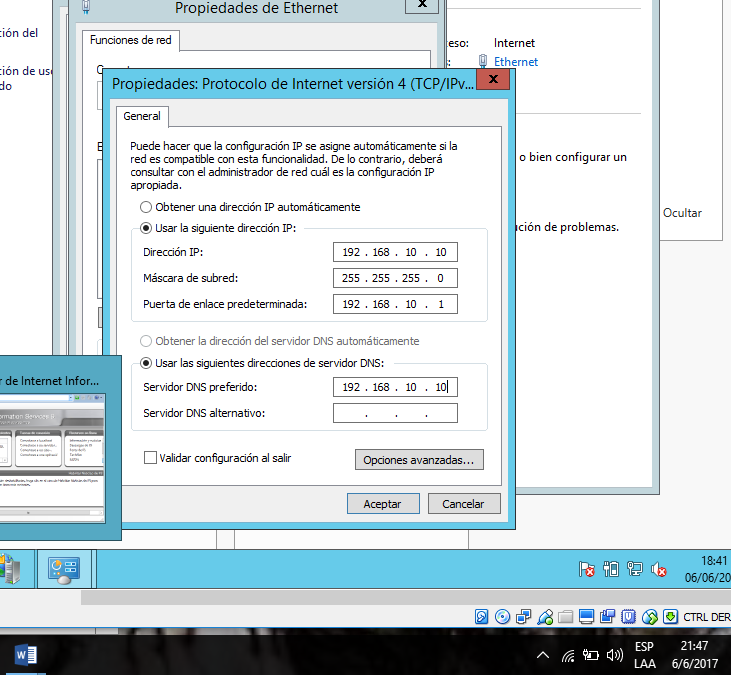 Propiedades de Ethernet
x
ción del
Funciones de red
eso:
Internet
Ethernet
ción de us
do
Propiedades: Protocolo de Internet versión 4 (TCP/IPv...
x
General
Puede hacer que la configuración IP se asigne automáticamente si la
red es compatible con esta funcionalidad. De lo contrario, deberá
consultar con el administrador de red cuál es la configuración IP
apropiada.
o bien configurar un
Obtener una dirección IP automáticamente
Ocultar
Usar la siguiente dirección IP:
ución de problemas.
Dirección IP:
192 . 168 . 10 . 10
Máscara de subred:
255 . 255 . 255 . 0
Puerta de enlace predeterminada:
192 . 168 . 10 . 1
Obtener la dirección del servidor DNS automáticamente
Usar las siguientes direcciones de servidor DNS:
r de Internet Infor...
Servidor DNS preferido:
192 . 168 . 10 . 10
Servidor DNS alternativo:
. . .
Validar configuración al salir
Opciones avanzadas...
Aceptar
Cancelar
18:41
06/06/20
CTRL DER
ESP
LAA
21:47
6/6/2017